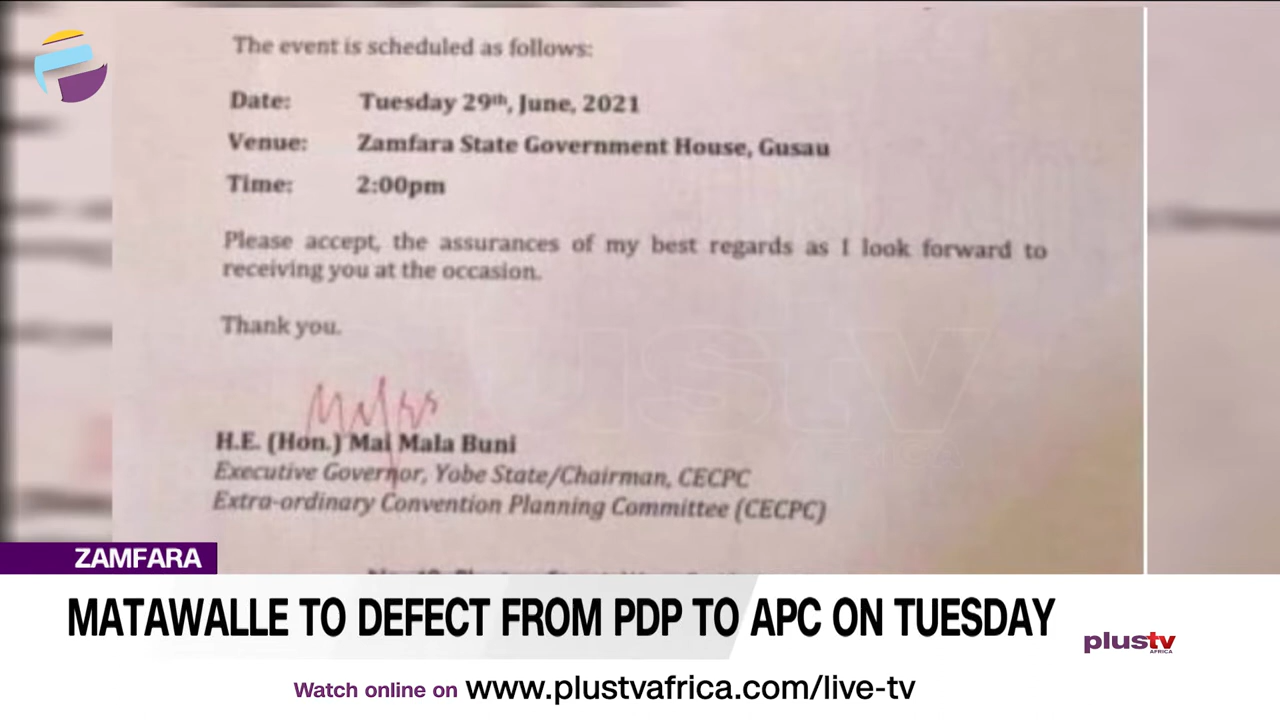 The event is scheduled as follows:
Date: Tuesday 29th, June, 2021
Venue: Zamfara State Government House, Gusau
Time: 2:00pm
Please accept, the assurances of my best regards as I look forward to
receiving you at the occasion.
Thank you.
H.E. (Hon.) Mai Mala Buni
Executive Governor, Yobe State/Chairman, CECPC
Extra-ordinary Convention Planning Committee (CECPC)
plustv
AFRICA
ZAMFARA
MATAWALLE TO DEFECT FROM PDP TO APC ON TUESDAY
plustv
AFRICA
Watch online on www.plustvafrica.com/live-tv